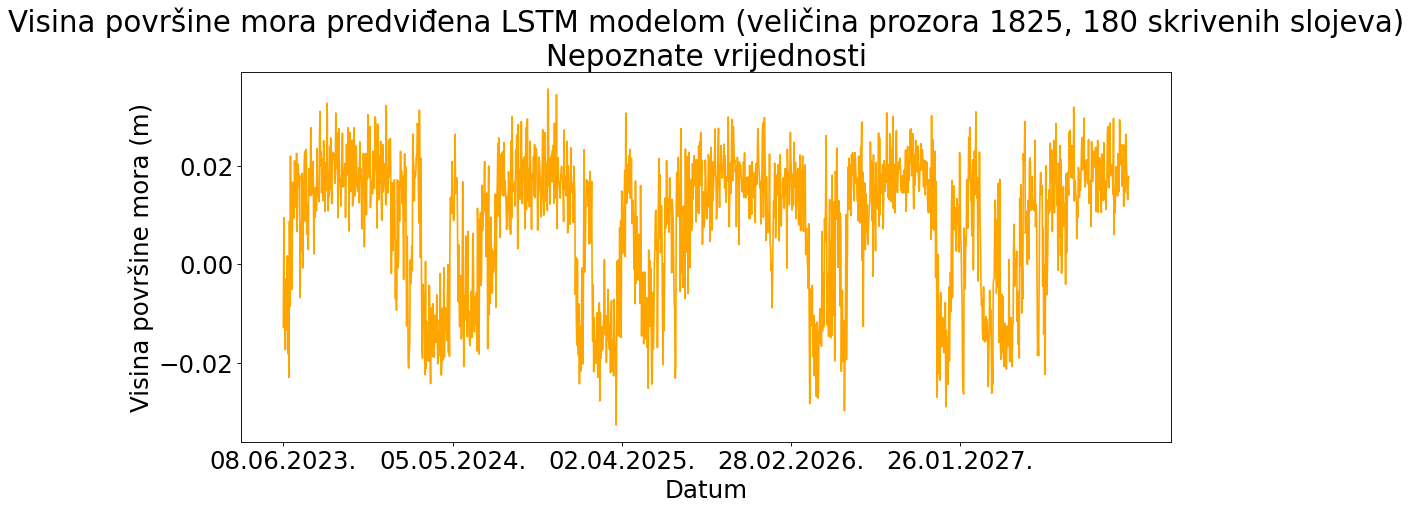 Visina površine mora predviđena LSTM modelom (veličina prozora 1825, 180 skrivenih slojeva)
Nepoznate vrijednosti
Visina površine mora (m)
0.02
0.00
−0.02
08.06.2023. 05.05.2024. 02.04.2025. 28.02.2026. 26.01.2027.
Datum